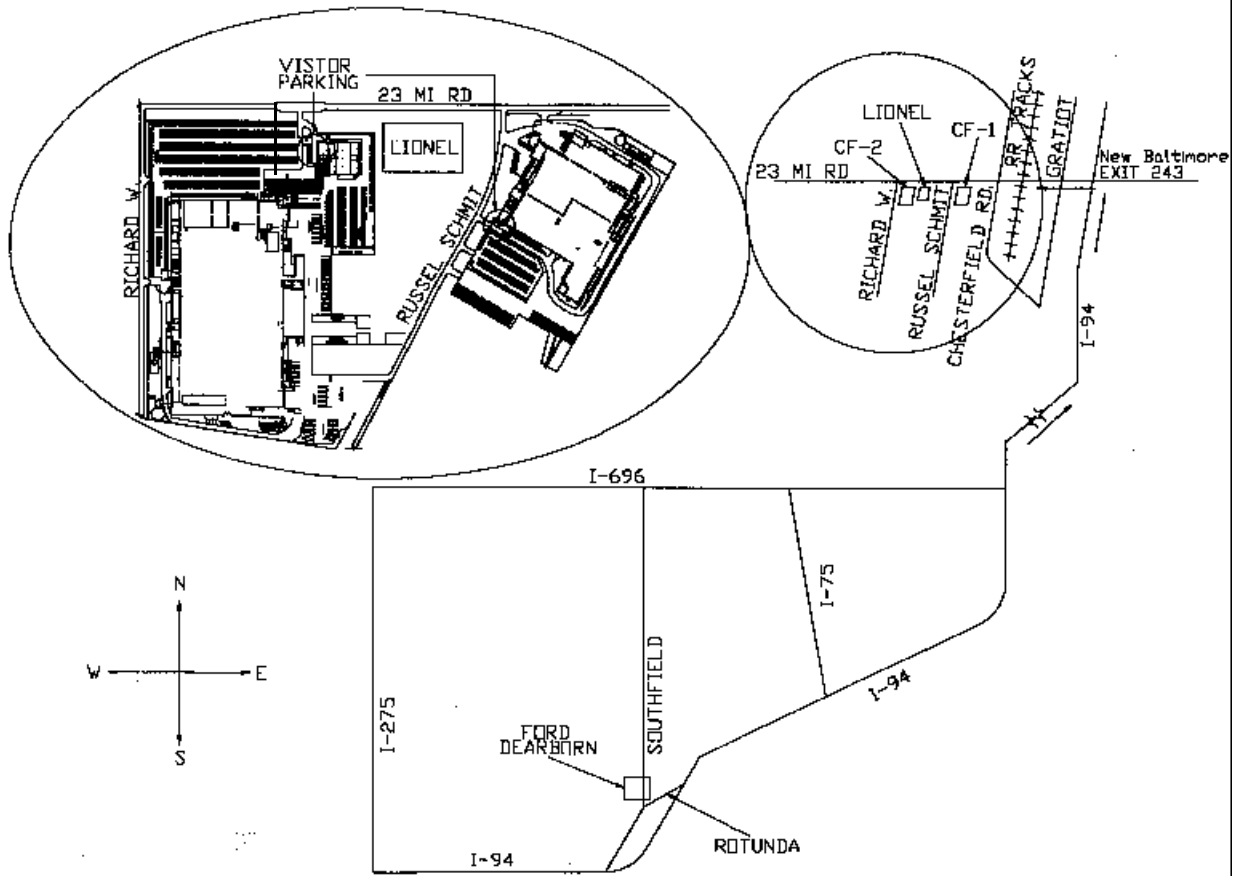 VISTOR
PARKING
23 MI RD
LIONEL
RICHARD W.
RUSSEL SCHMIT
LIONEL
CF-2
CF-1
RR TRACKS
GRATIOT
New Baltimore
EXIT 243
23 MI RD
RICHARD W.
RUSSEL SCHMIT
CHESTERFIELD RD.
I-94
I-696
I-75
SOUTHFIELD
I-275
I-94
FORD
DEARBORN
ROTUNDA
I-94
N
W
E
S